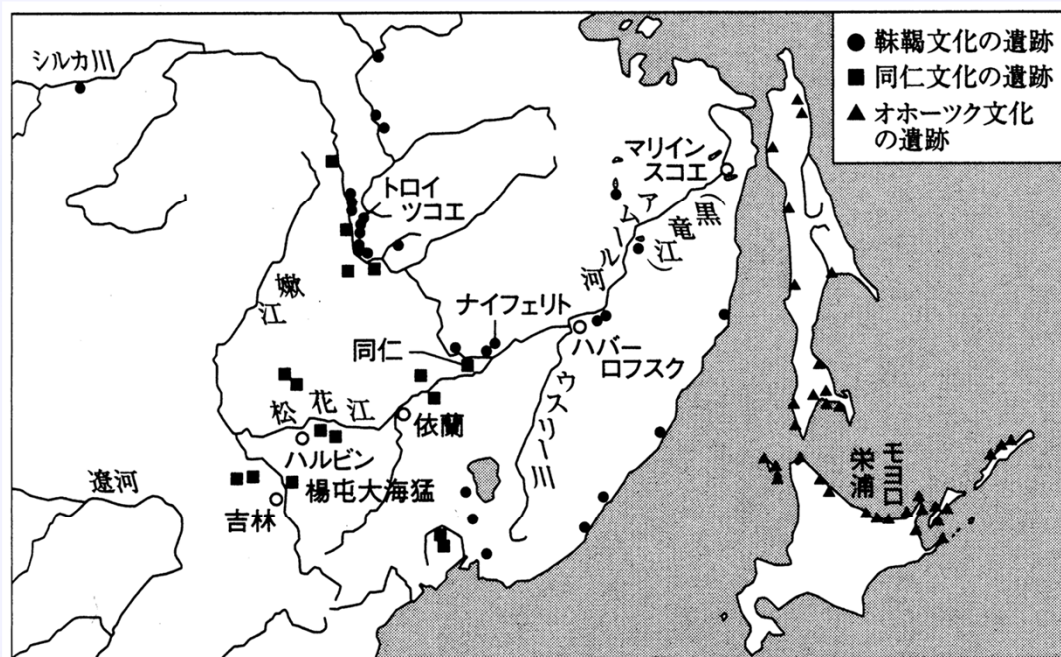 ● 靺鞨文化の遺跡
■ 同仁文化の遺跡
▲ オホーツク文化
の遺跡
シルカ川
マリイン
スコエ
トロイ
ツコエ
アムール河
(黒竜江)
嫩江
ナイフェリト
同仁
ハバー
ロフスク
ウスリー川
松花江
依蘭
ハルビン
遼河
楊屯大海猛
吉林
モヨロ
栄浦